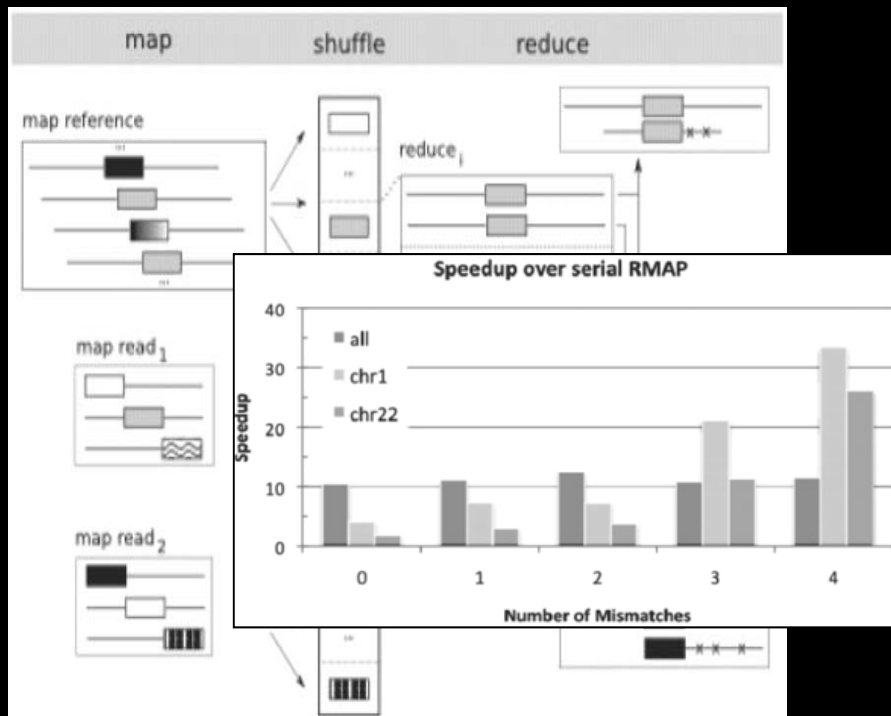 map shuffle reduce
map reference
reduce i
map read 1
map read 2
Speedup over serial RMAP
Speedup
40
30
20
10
0
all
chr1
chr22
0 1 2 3 4
Number of Mismatches